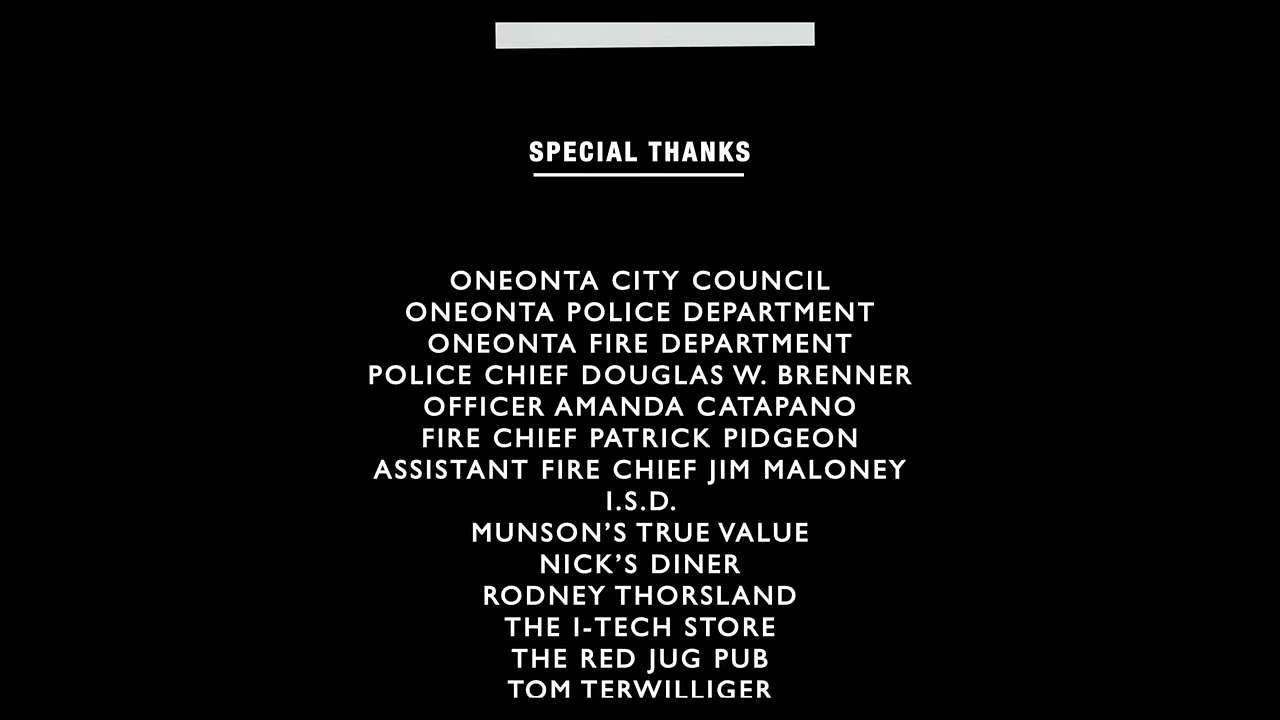 SPECIAL THANKS
ONEONTA CITY COUNCIL
ONEONTA POLICE DEPARTMENT
ONEONTA FIRE DEPARTMENT
POLICE CHIEF DOUGLAS W. BRENNER
OFFICER AMANDA CATAPANO
FIRE CHIEF PATRICK PIDGEON
ASSISTANT FIRE CHIEF JIM MALONEY
I.S.D.
MUNSON’S TRUE VALUE
NICK’S DINER
RODNEY THORSLAND
THE I-TECH STORE
THE RED JUG PUB
TOM TERWILLIGER